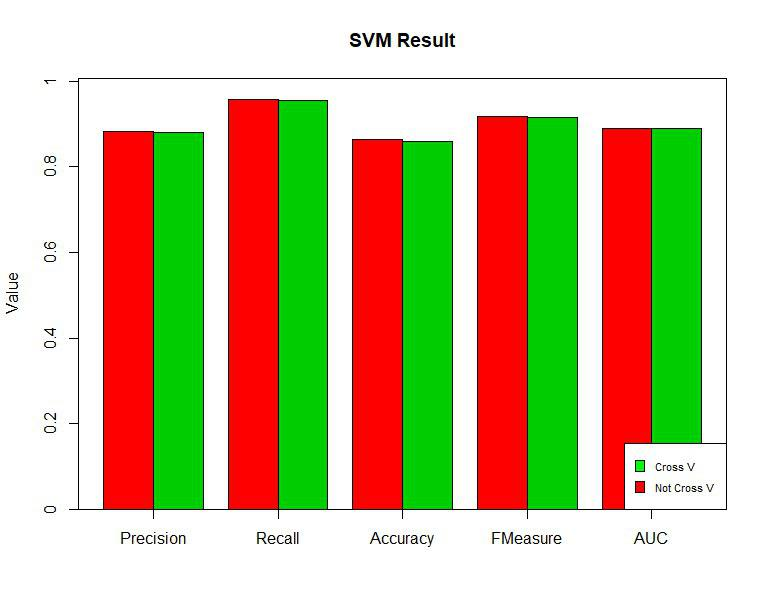 SVM Result
Value
1
0.8
0.6
0.4
0.2
0
Cross V
Not Cross V
Precision Recall Accuracy FMeasure AUC